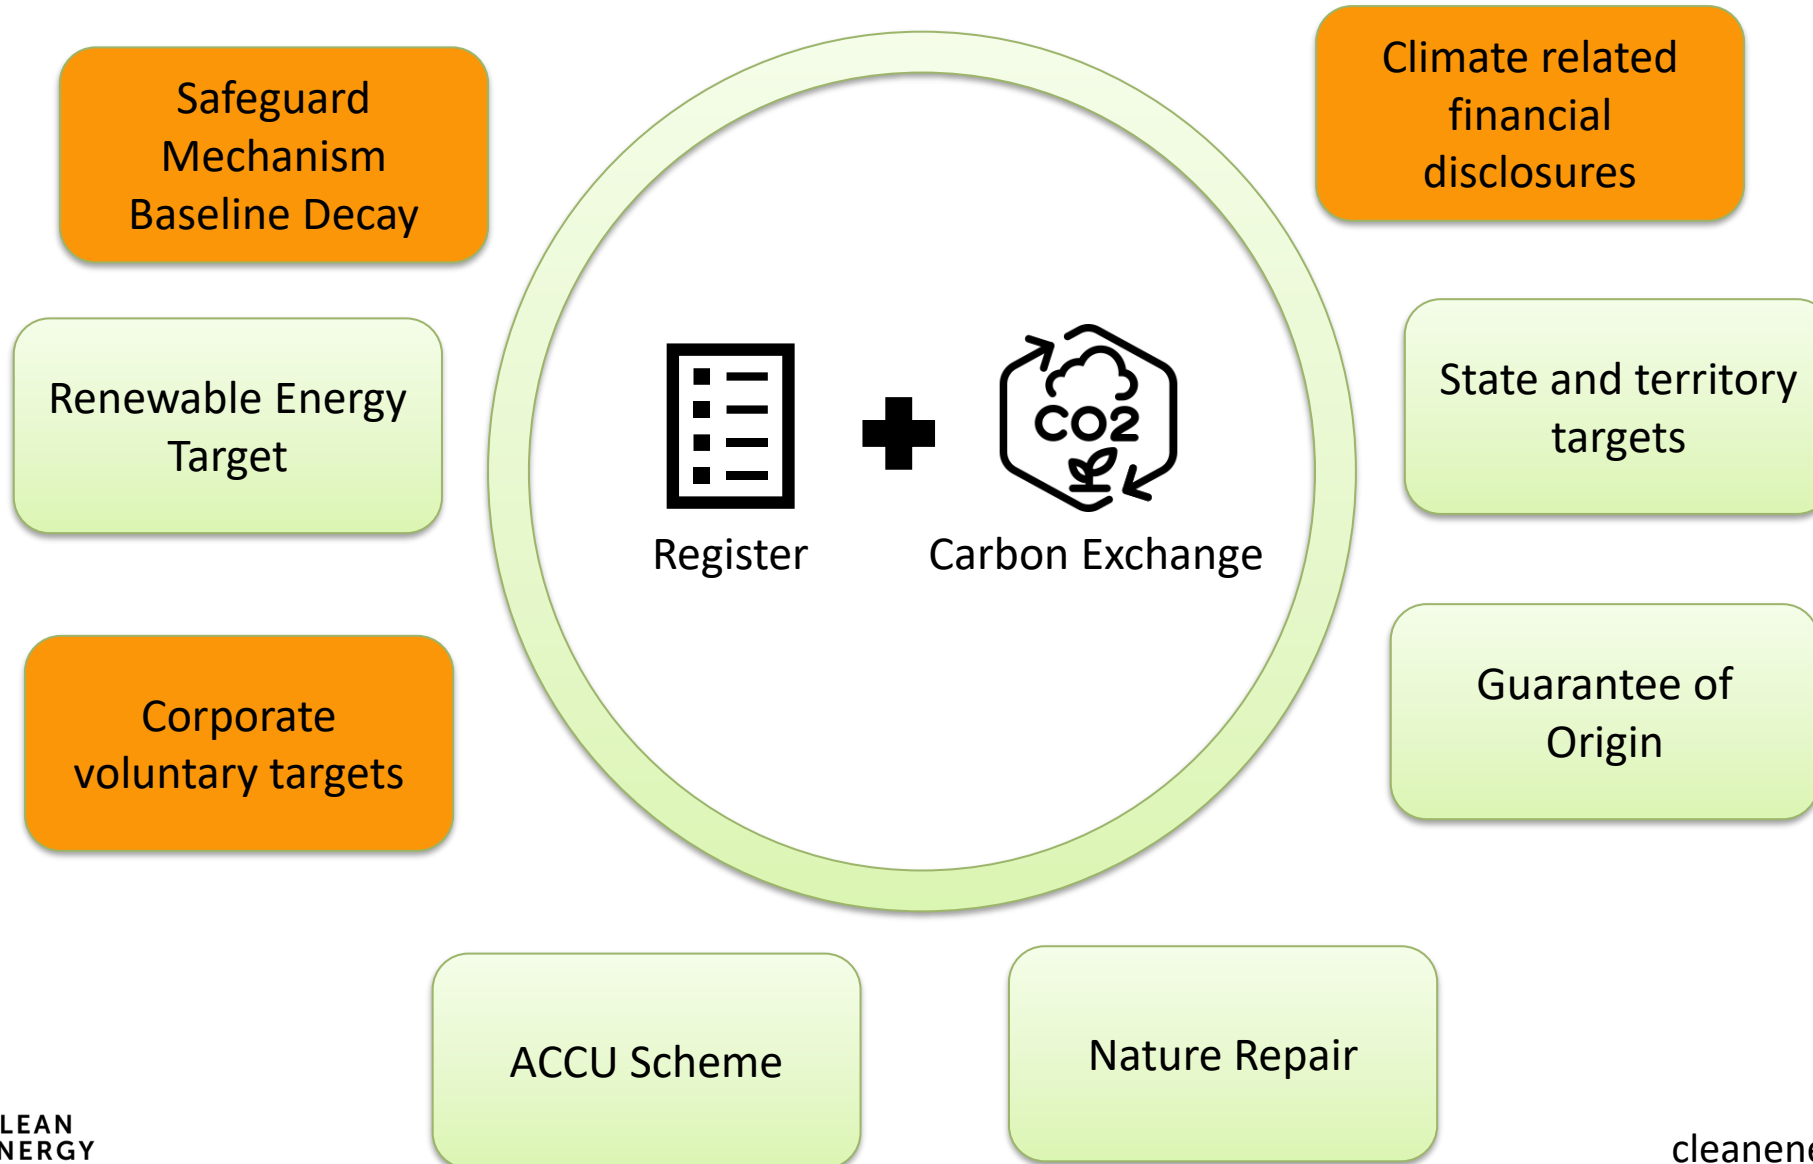 Safeguard
Mechanism
Baseline Decay
Climate related
financial
disclosures
Renewable Energy
Target
State and territory
targets
CO2
Register
Carbon Exchange
Corporate
voluntary targets
Guarantee of
Origin
ACCU Scheme
Nature Repair
LEAN
NERGY
cleanene